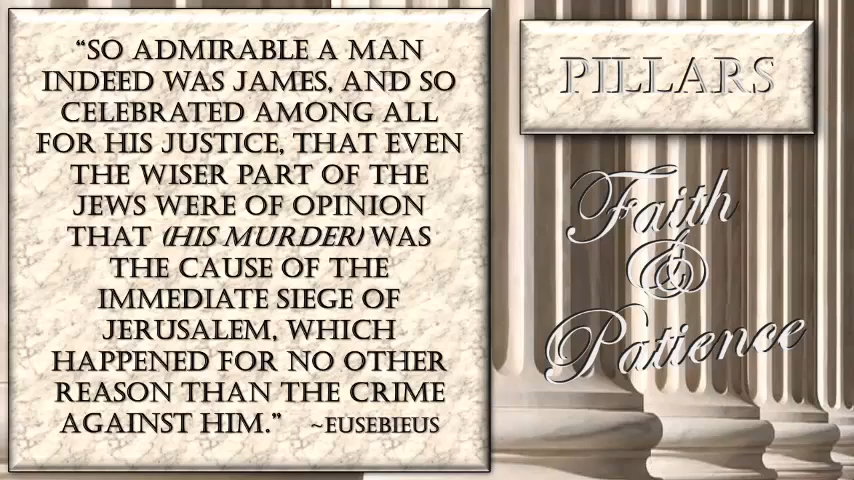 “SO ADMIRABLE A MAN
INDEED WAS JAMES, AND SO
CELEBRATED AMONG ALL
FOR HIS JUSTICE, THAT EVEN
THE WISER PART OF THE
JEWS WERE OF OPINION
THAT (HIS MURDER) WAS
THE CAUSE OF THE
IMMEDIATE SIEGE OF
JERUSALEM, WHICH
HAPPENED FOR NO OTHER
REASON THAN THE CRIME
AGAINST HIM.” ~EUSEBIEUS
PILLARS
Faith
&
Patience